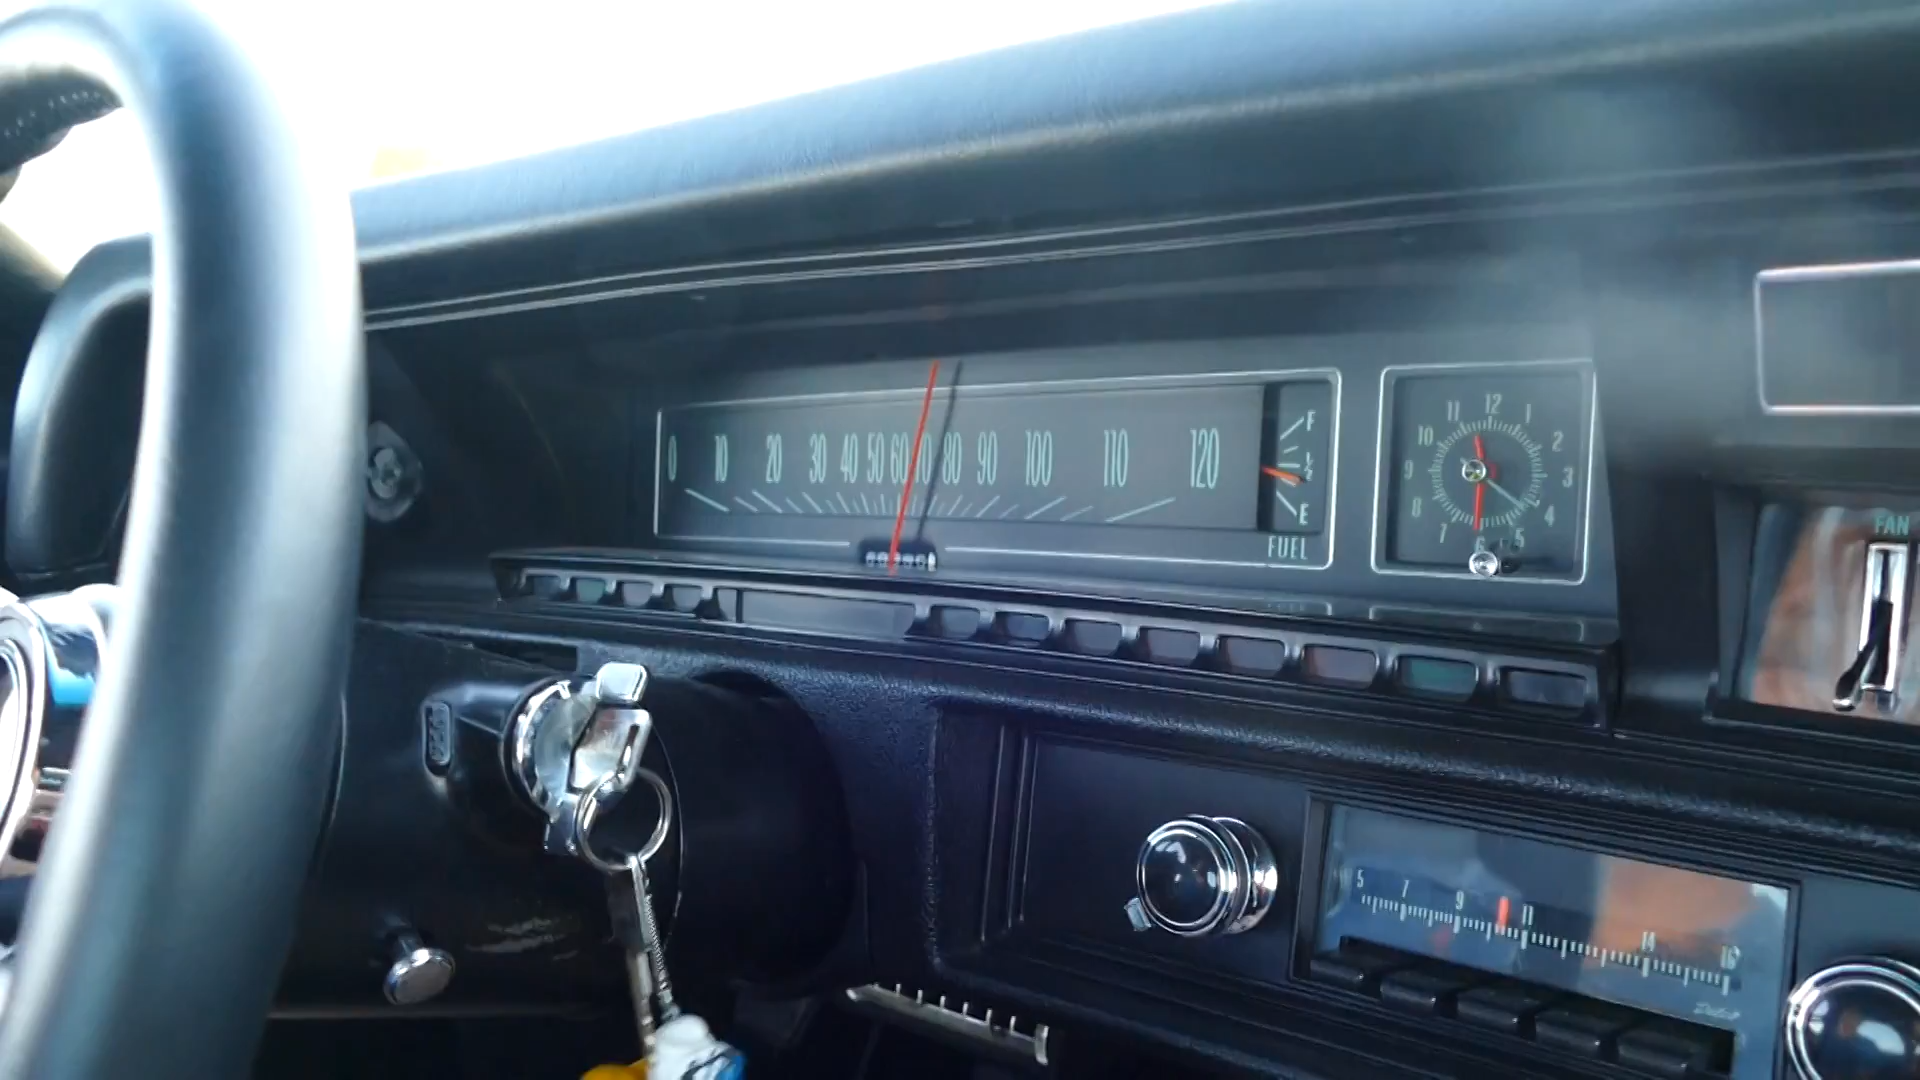 0 10 20 30 40 50 60 70 80 90 100 110 120
F
1/2
E
FUEL
12
11 1
10 2
9 3
8 4
7 5
6
FAN
5 7 9 11 14 16
Delco